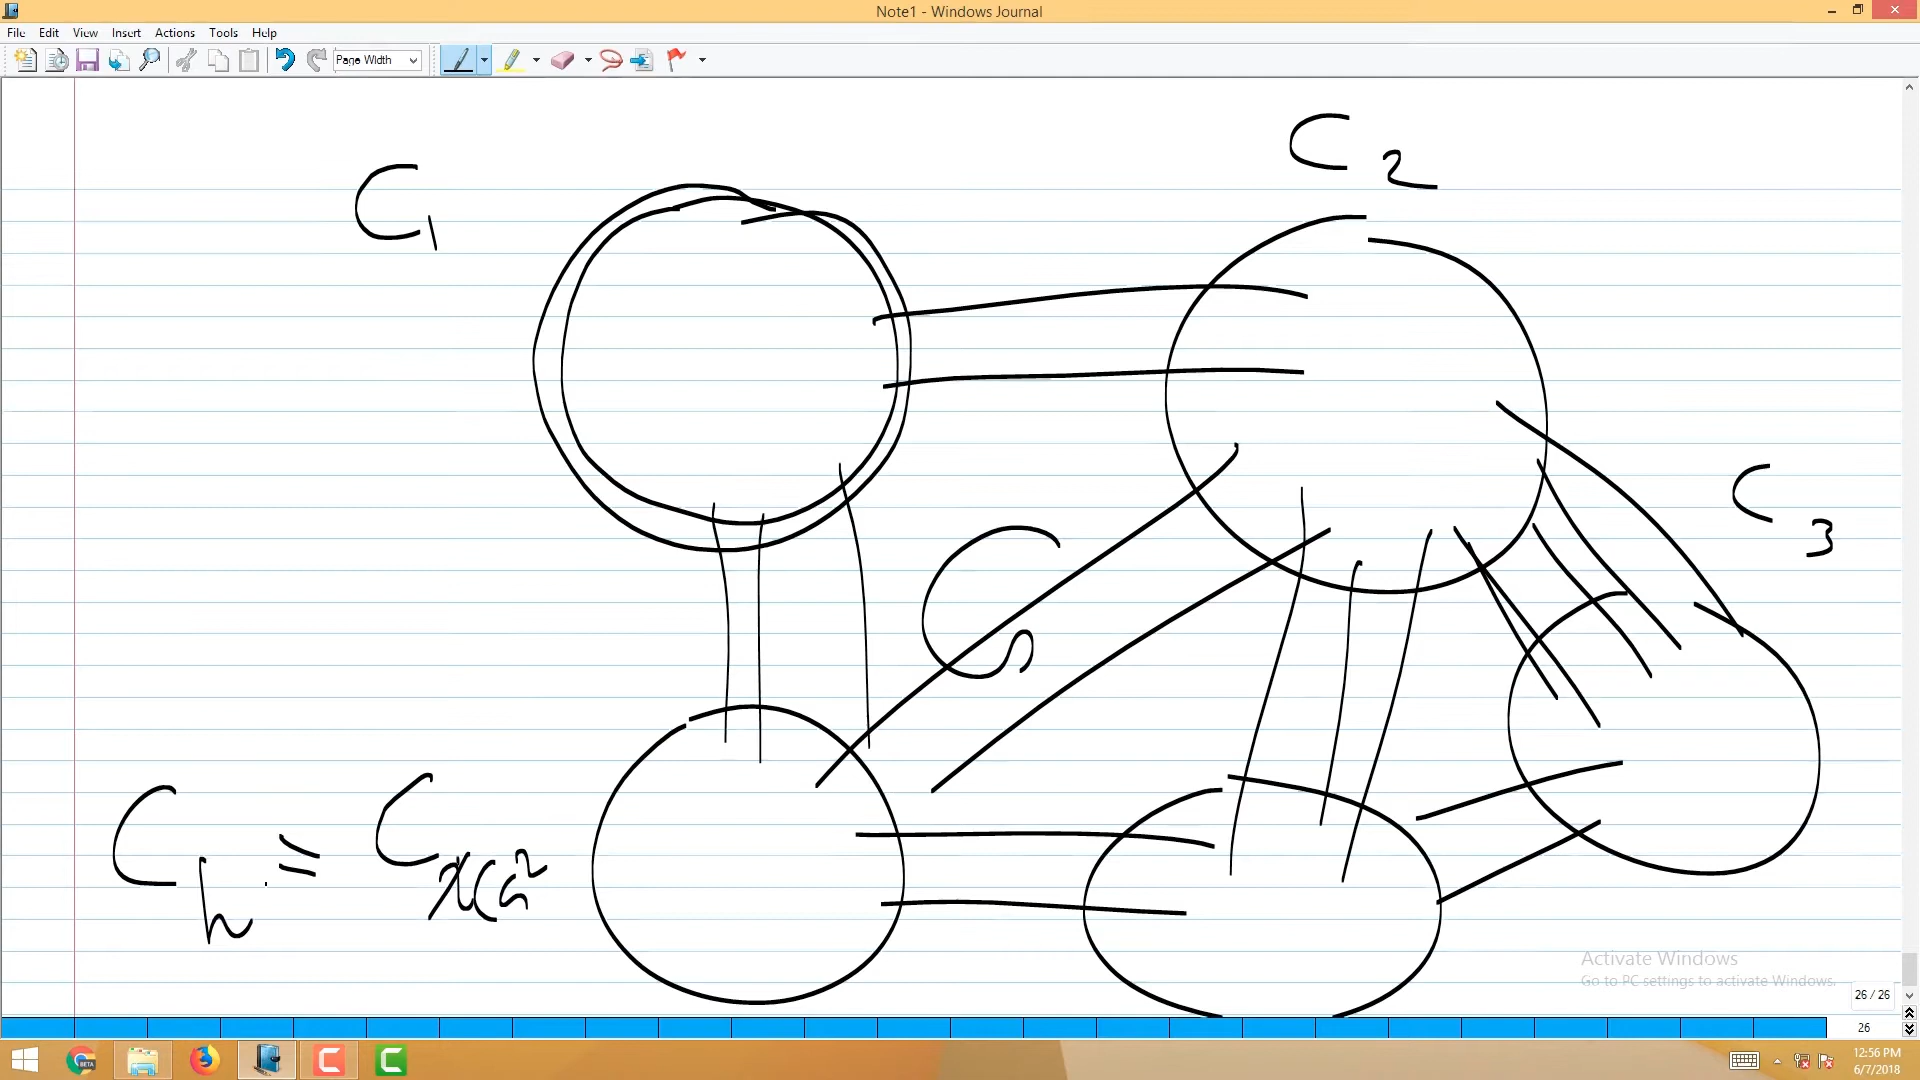 Note1 - Windows Journal
File Edit View Insert Actions Tools Help
Page Width
C2
C1
C3
C
Ch = C
Activate Windows
Go to PC settings to activate Windows.
26 / 26
26
12:56 PM
6/7/2018